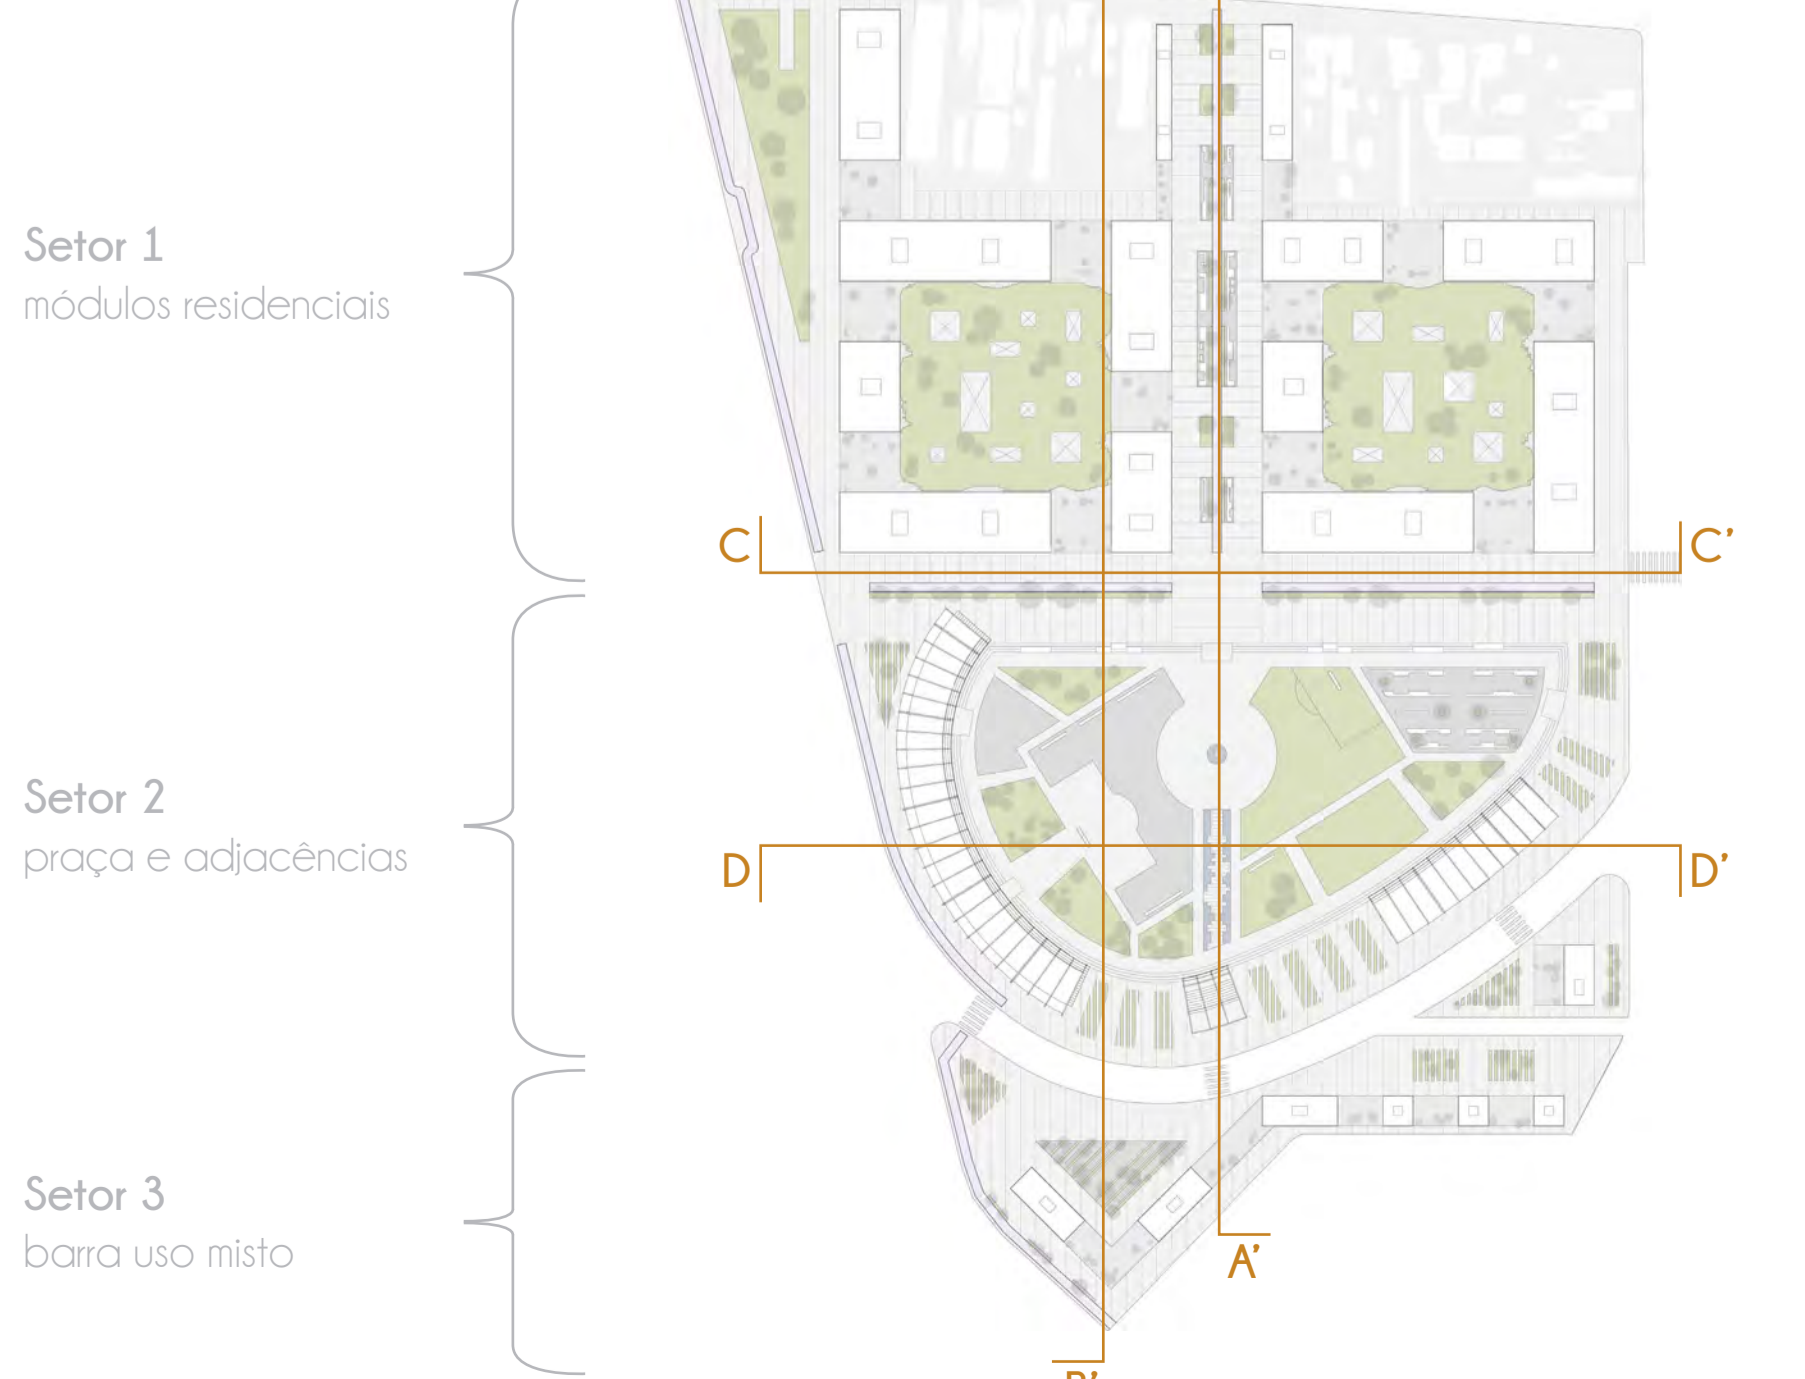 Setor 1
módulos residenciais
C
C'
Setor 2
praça e adjacências
D
D'
Setor 3
barra uso misto
A'
B'